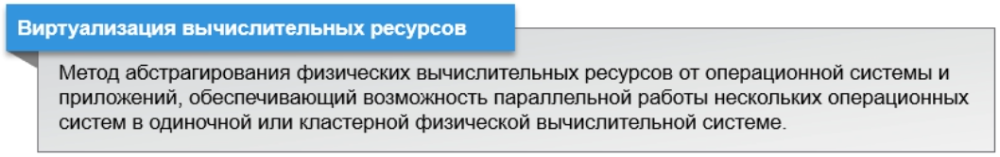 Виртуализация вычислительных ресурсов
Метод абстрагирования физических вычислительных ресурсов от операционной системы и
приложений, обеспечивающий возможность параллельной работы нескольких операционных
систем в одиночной или кластерной физической вычислительной системе.